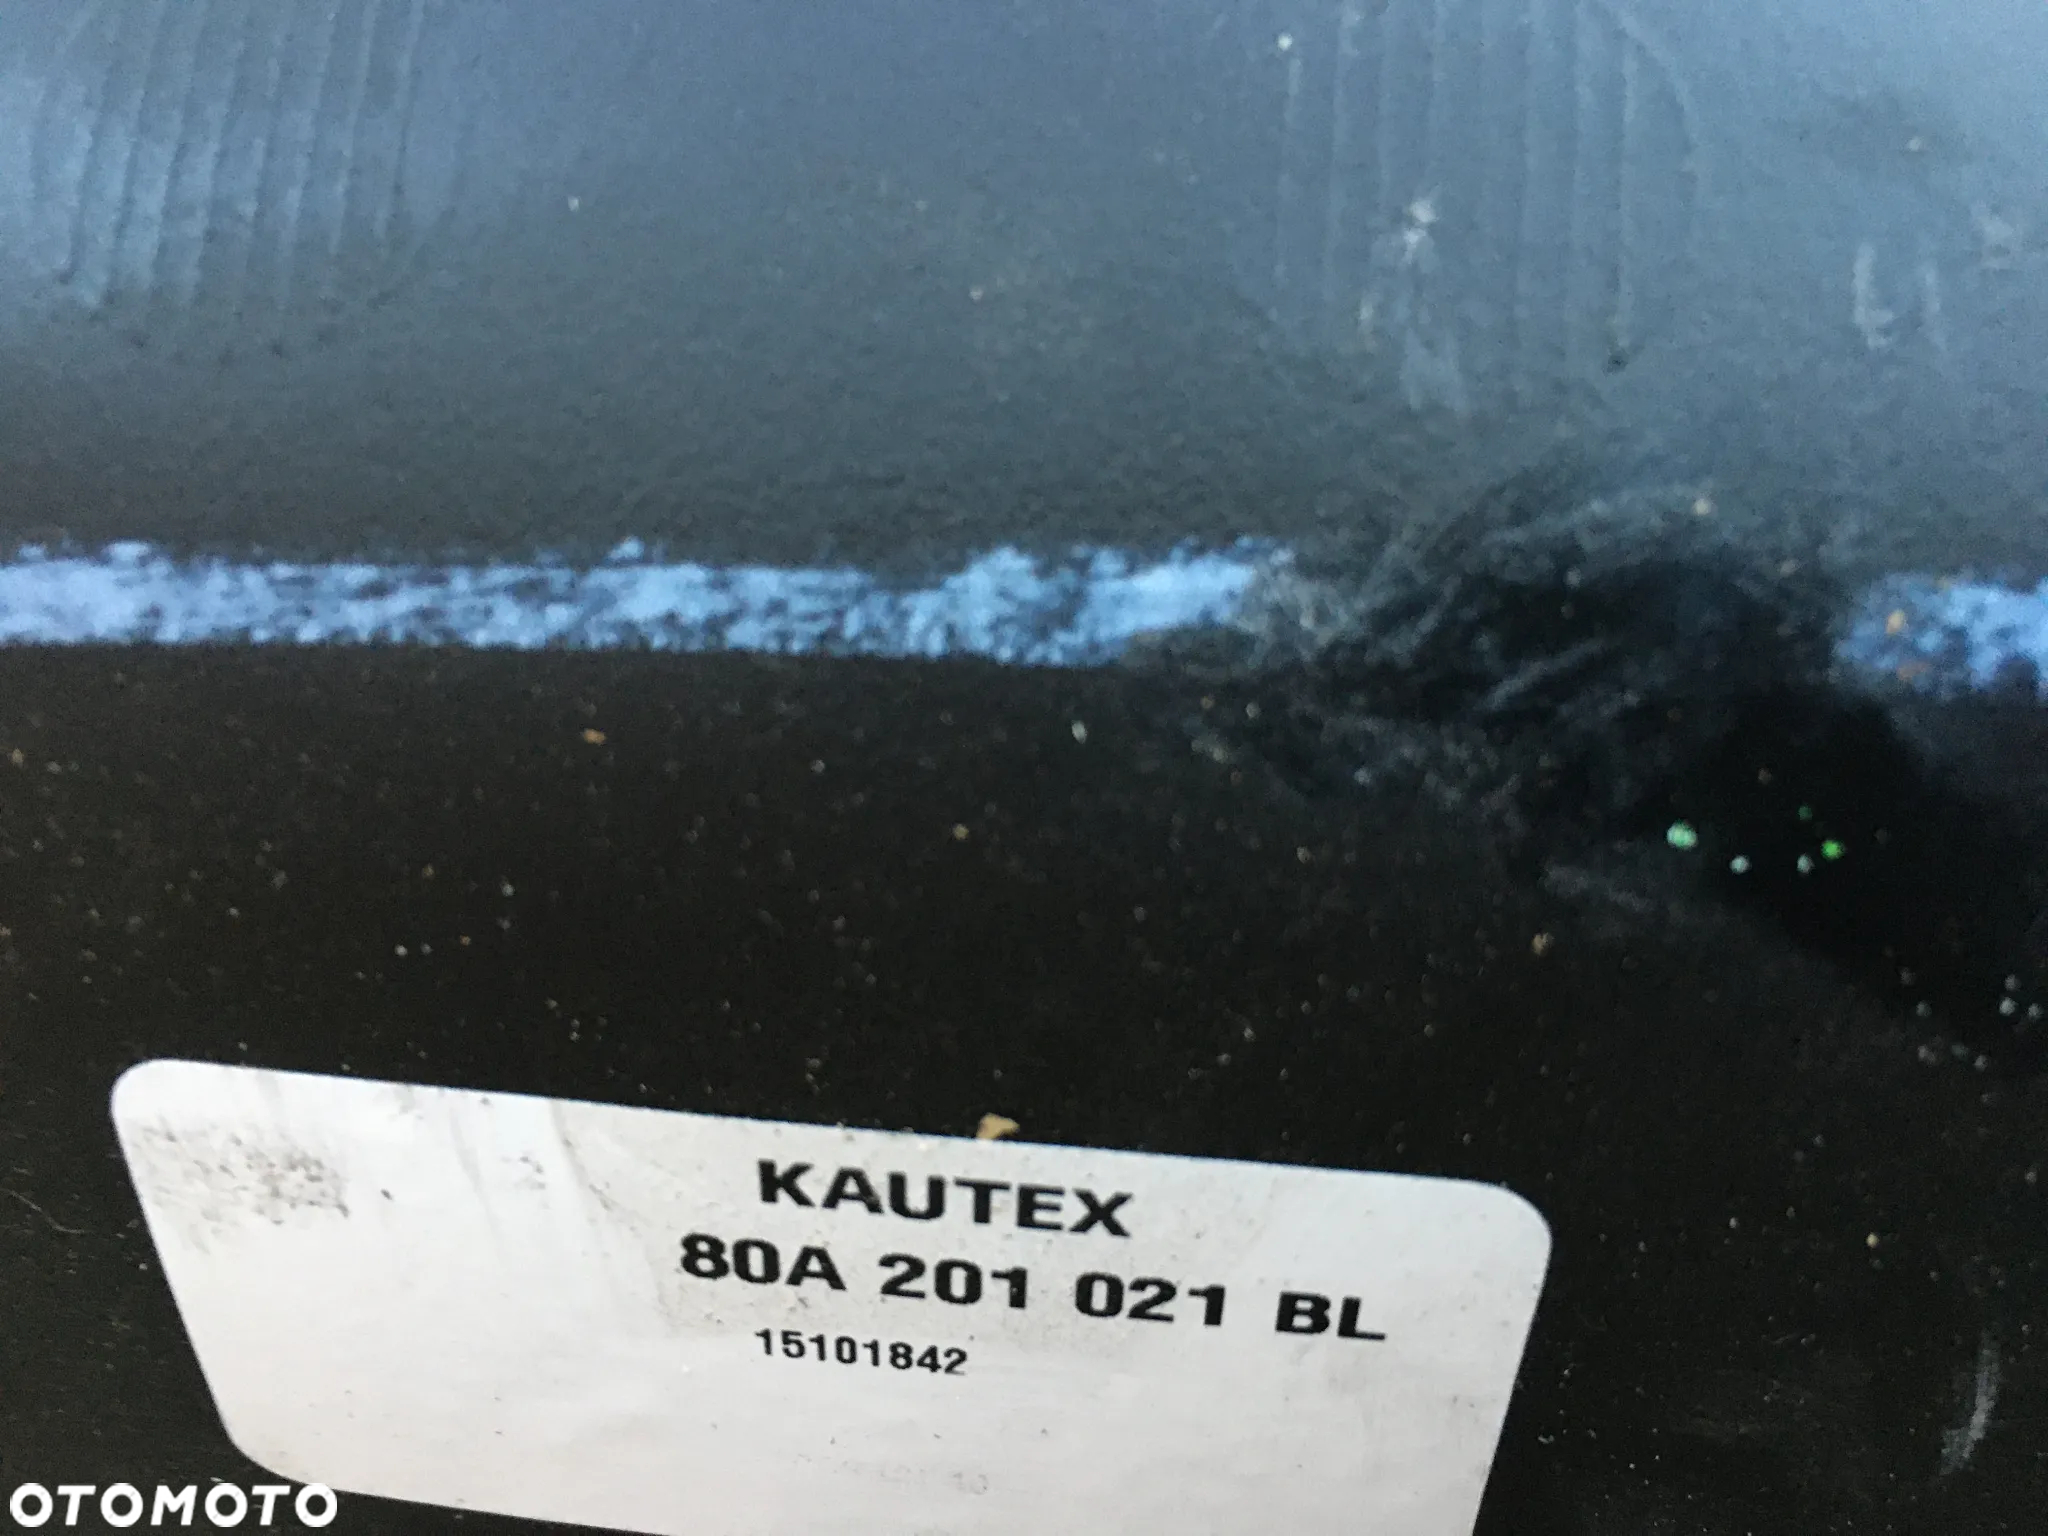 KAUTEX
80A 201 021 BL
15101842
OTOMOTO